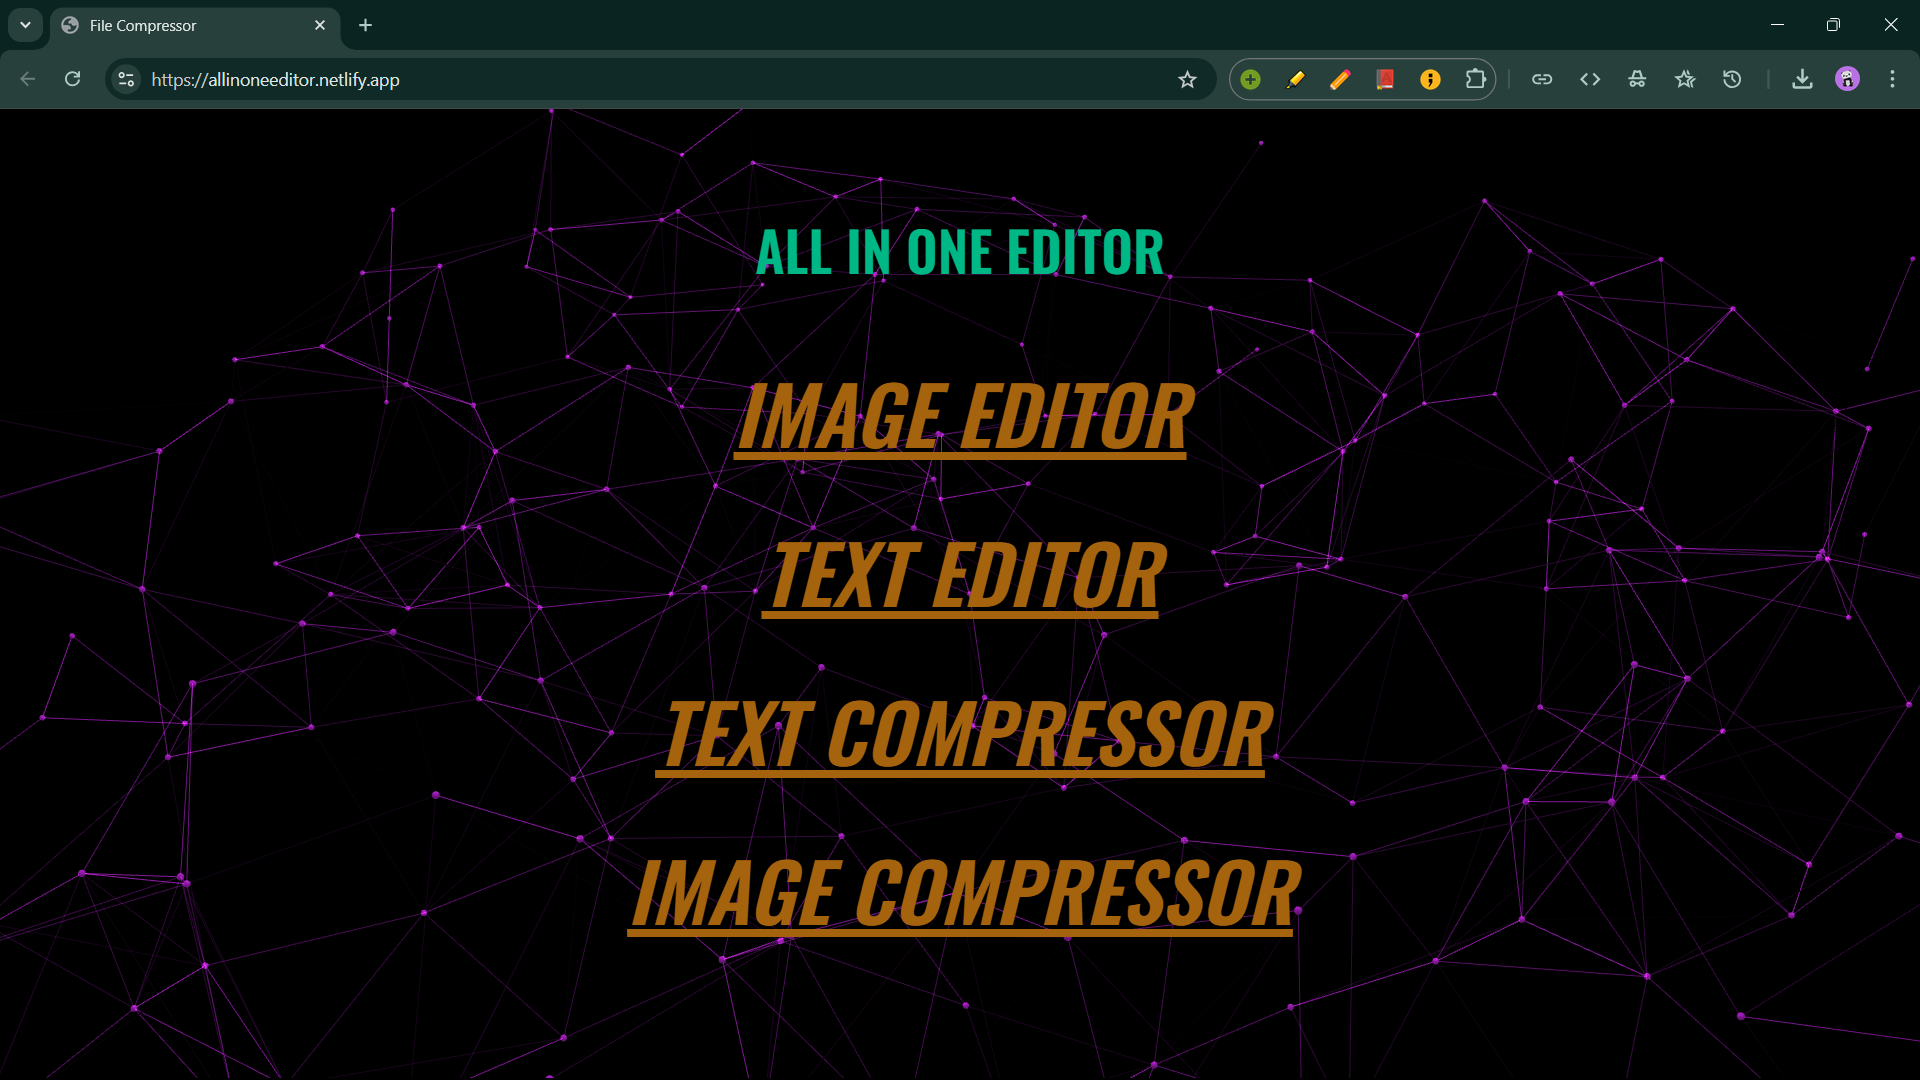 File Compressor
https://allinoneeditor.netlify.app
ALL IN ONE EDITOR
IMAGE EDITOR
TEXT EDITOR
TEXT COMPRESSOR
IMAGE COMPRESSOR